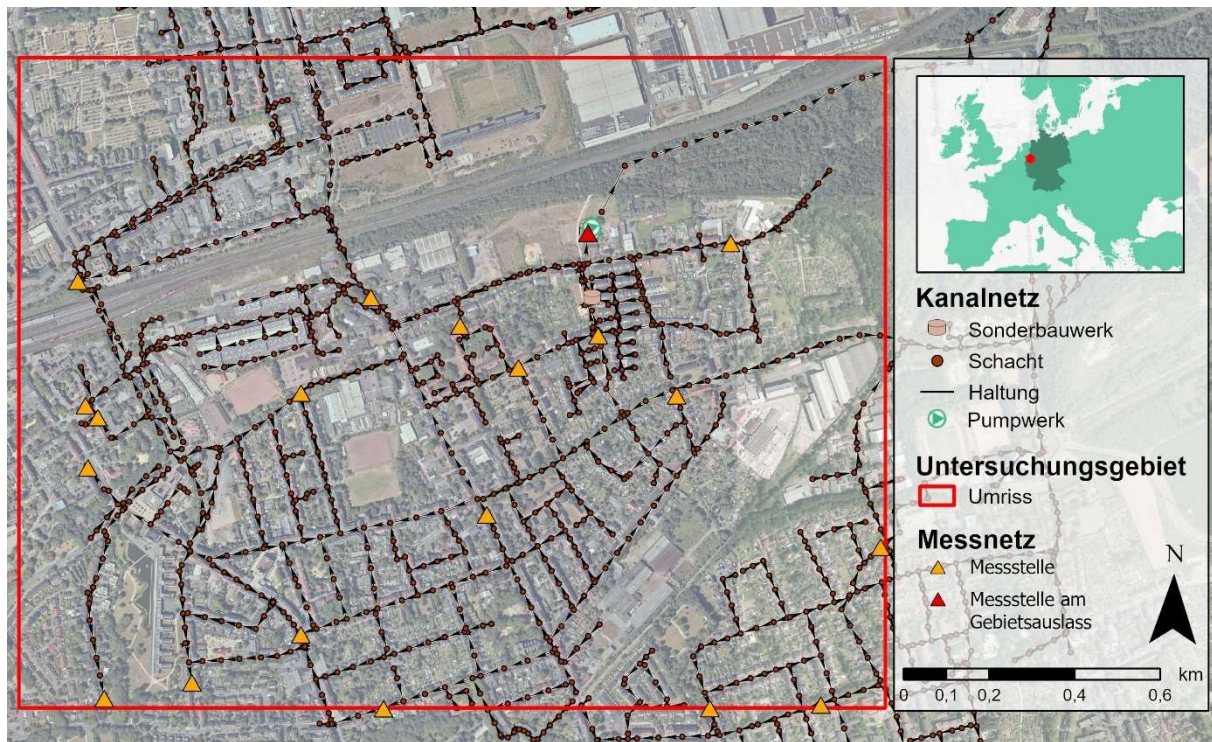 Kanalnetz
Sonderbauwerk
Schacht
Haltung
Pumpwerk
Untersuchungsgebiet
Umriss
Messnetz
Messstelle
Messstelle am
Gebietsauslass
N
km
0 0,1 0,2 0,4 0,6